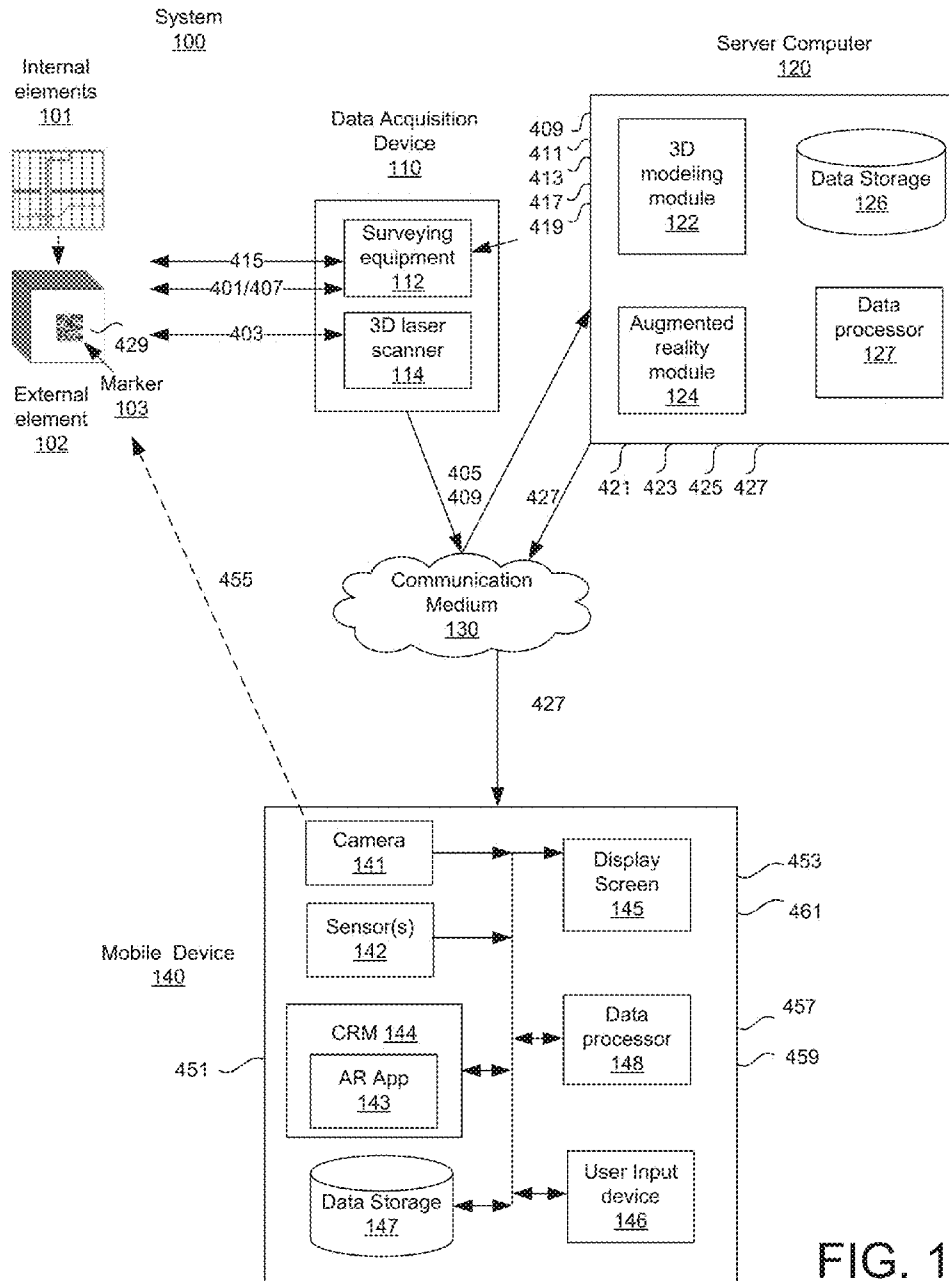 System
100
Internal
elements
101
Data Acquisition
Device
110
Server Computer
120
409
411
413
417
419
3D
modeling
module
122
Data Storage
126
Surveying
equipment
112
415
401/407
403
3D laser
scanner
114
Augmented
reality
module
124
Data
processor
127
429
Marker
103
External
element
102
421
423
425
427
405
409
427
455
Communication
Medium
130
427
Camera
141
Display
Screen
145
453
461
Sensor(s)
142
Mobile Device
140
CRM 144
AR App
143
451
Data
processor
148
457
459
Data Storage
147
User Input
device
146
FIG. 1